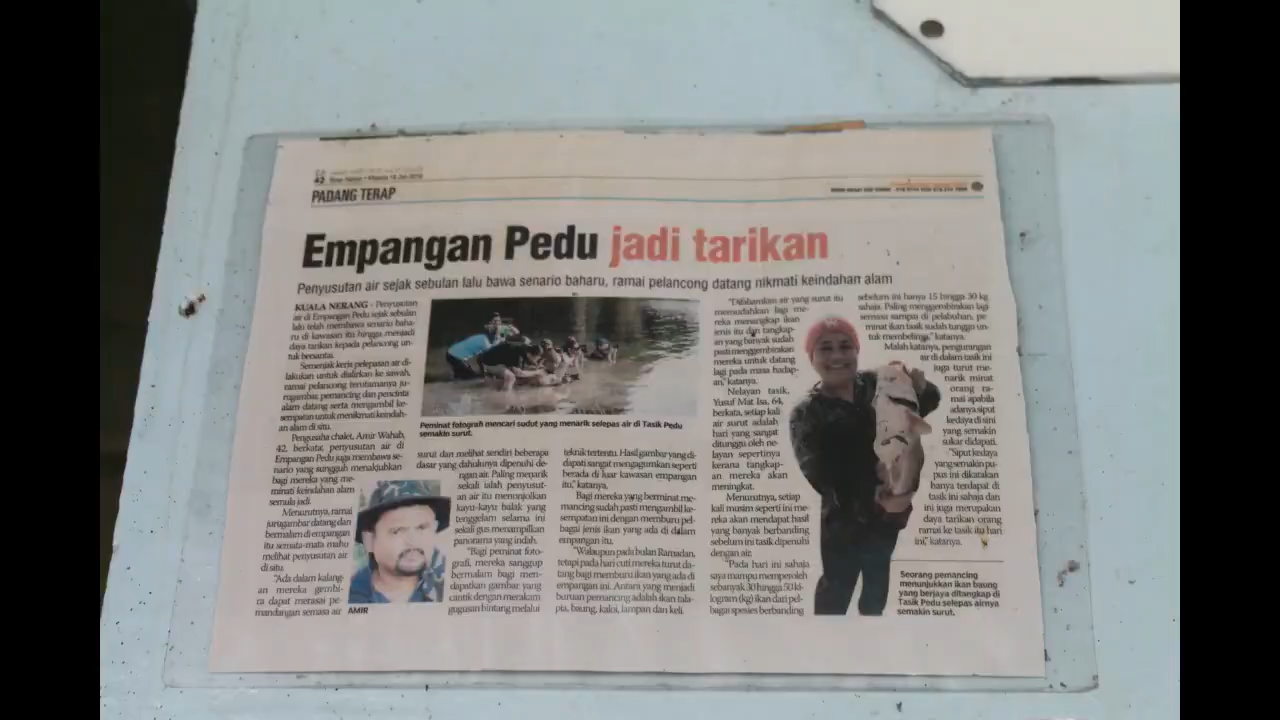 42 Sinar Harian • Khamis
PADANG TERAP
Empangan Pedu jadi tarikan
Penyusutan air sejak sebulan lalu bawa senario baharu, ramai pelancong datang nikmati keindahan alam
KUALA NERANG - Penyusutan
air di Empangan Pedu sejak sebulan
lalu telah membawa senario baha-
ru di kawasan itu hingga menjadi
daya tarikan kepada pelancong un-
tuk bersantai.
Semenjak kerja pelepasan air di-
lakukan untuk dialirkan ke sawah,
ramai pelancong terutamanya ju-
rugambar, pemancing dan pencinta
alam datang serta mengambil ke-
sempatan untuk menikmati keindah-
an alam di situ.
Pengusaha chalet, Amir Wahab,
42, berkata, penyusutan air di
Empangan Pedu juga membawa se-
nario yang sungguh menakjubkan
bagi mereka yang me-
minati keindahan alam
semula jadi.
Menurutnya, ramai
jurugambar datang dan
bermalam di empangan
itu semata-mata mahu
melihat penyusutan air
di situ.
"Ada dalam kalang-
an mereka gembi-
ra dapat merasai pe-
mandangan semasa air
AMIR
Peminat fotografi mencari sudut yang menarik selepas air di Tasik Pedu
semakin surut.
surut dan melihat sendiri beberapa
dasar yang dahulunya dipenuhi de-
ngan air. Paling menarik
sekali ialah penyusut-
an air itu menonjolkan
kayu-kayu balak yang
tenggelam selama ini
sekali gus menampilkan
panorama yang indah.
"Bagi peminat foto-
grafi, mereka sanggup
bermalam bagi men-
dapatkan gambar yang
cantik dengan merakam
gugusan bintang melalui
teknik tertentu. Hasil gambar yang di-
dapati sangat mengagumkan seperti
berada di luar kawasan empangan
itu," katanya.
Bagi mereka yang berminat me-
mancing sudah pasti mengambil ke-
sempatan ini dengan memburu pel-
bagai jenis ikan yang ada di dalam
empangan itu.
"Walaupun pada bulan Ramadan,
tetapi pada hari cuti mereka turut da-
tang bagi memburu ikan yang ada di
empangan ini. Antara yang menjadi
buruan pemancing adalah ikan tala-
pia, baung, kaloi, lampan dan keli.
"Difahamkan air yang surut itu
memudahkan lagi me-
reka menangkap ikan
jenis itu dan tangkap-
an yang banyak sudah
pasti menggembirakan
mereka untuk datang
lagi pada masa hadap-
an," katanya.
Nelayan tasik,
Yusuf Mat Isa, 64,
berkata, setiap kali
air surut adalah
hari yang sangat
ditunggu oleh ne-
layan sepertinya
kerana tangkap-
an mereka akan
meningkat.
Menurutnya, setiap
kali musim seperti ini me-
reka akan mendapat hasil
yang banyak berbanding
sebelum ini tasik dipenuhi
dengan air.
"Pada hari ini sahaja
saya mampu memperoleh
sebanyak 30 hingga 50 ki-
logram (kg) ikan dari pel-
bagai spesies berbanding
sebelum ini hanya 15 hingga 30 kg
sahaja. Paling menggembirakan lagi
semasa sampai di pelabuhan, pe-
minat ikan tasik sudah tunggu un-
tuk membelinya," katanya.
Malah katanya, pengurangan
air di dalam tasik ini
juga turut me-
narik minat
orang ra-
mai apabila
adanya siput
kedaya di sini
yang semakin
sukar didapati.
"Siput kedaya
yang semakin pu-
pus ini dikatakan
hanya terdapat di
tasik ini sahaja dan
ini juga merupakan
daya tarikan orang
ramai ke tasik itu hari
ini," katanya.
Seorang pemancing
menunjukkan ikan baung
yang berjaya ditangkap di
Tasik Pedu selepas airnya
semakin surut.